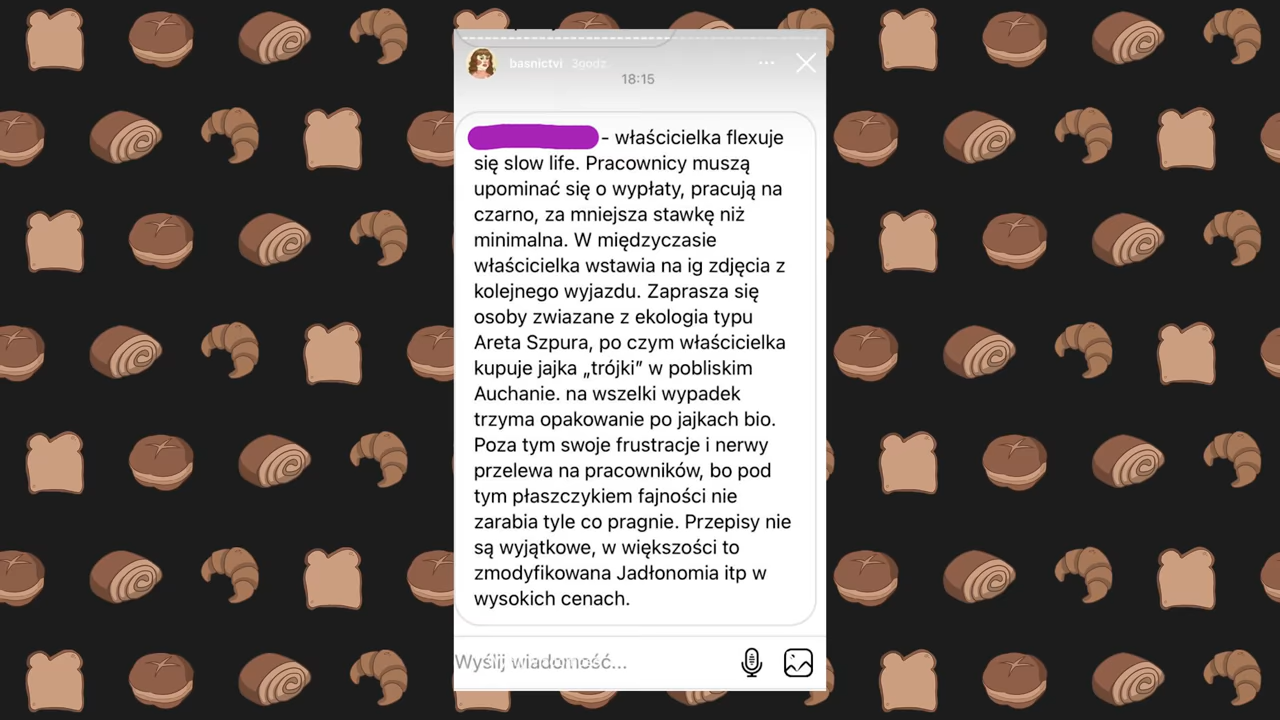 basnictvi 3godz.
18:15
- właścicielka flexuje
się slow life. Pracownicy muszą
upominać się o wypłaty, pracują na
czarno, za mniejsza stawkę niż
minimalna. W międzyczasie
właścicielka wstawia na ig zdjęcia z
kolejnego wyjazdu. Zaprasza się
osoby zwiazane z ekologia typu
Areta Szpura, po czym właścicielka
kupuje jajka „trójki” w pobliskim
Auchanie. na wszelki wypadek
trzyma opakowanie po jajkach bio.
Poza tym swoje frustracje i nerwy
przelewa na pracowników, bo pod
tym płaszczykiem fajności nie
zarabia tyle co pragnie. Przepisy nie
są wyjątkowe, w większości to
zmodyfikowana Jadłonomia itp w
wysokich cenach.
Wyślij wiadomość...